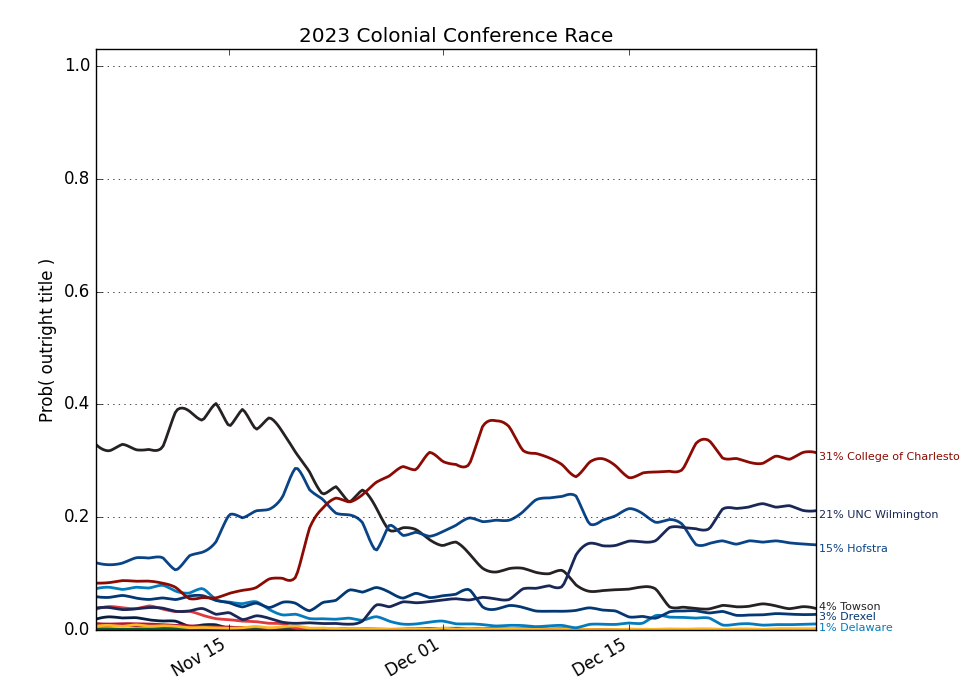 2023 Colonial Conference Race
Prob( outright title )
1.0
0.8
0.6
0.4
0.2
0.0
Nov 15
Dec 01
Dec 15
31% College of Charlesto
21% UNC Wilmington
15% Hofstra
4% Towson
3% Drexel
1% Delaware